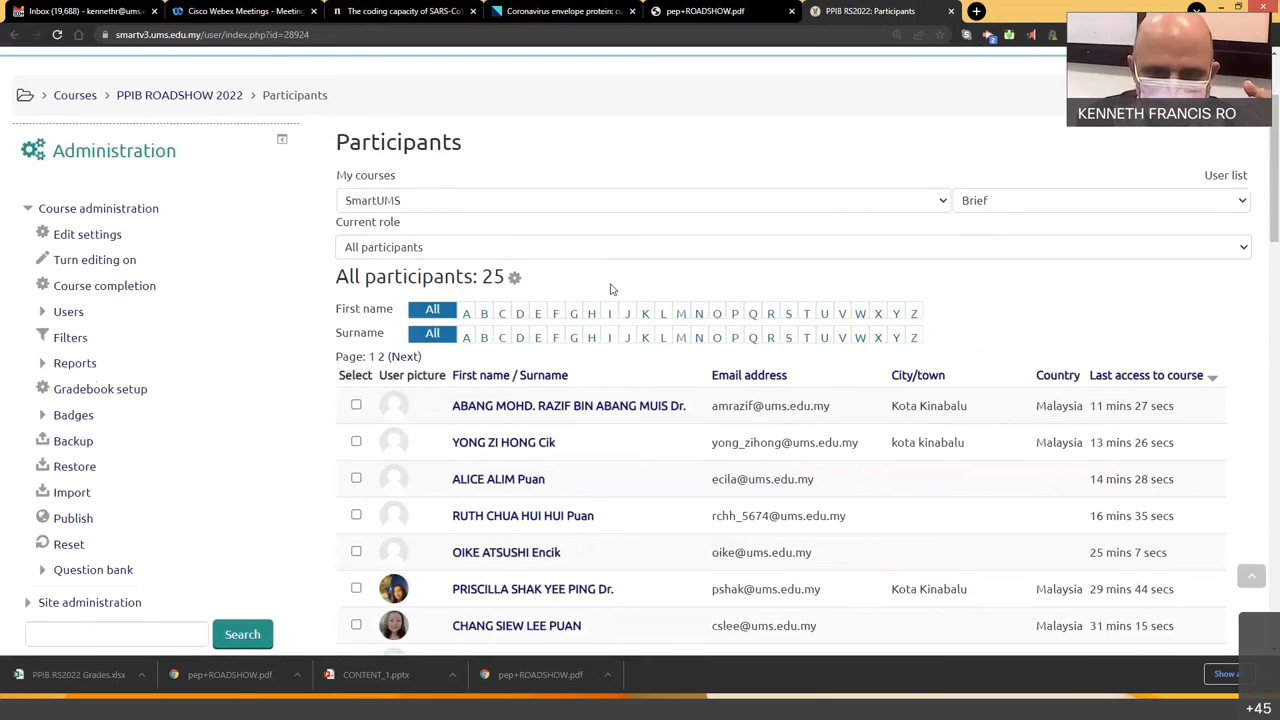 Inbox (19,688) - kennethr@ums.e
Cisco Webex Meetings - Meeting
The coding capacity of SARS-Co
Coronavirus envelope protein: cu
pep+ROADSHOW.pdf
PPIB RS2022: Participants
smartv3.ums.edu.my/user/index.php?id=28924
KENNETH FRANCIS RO
Courses > PPIB ROADSHOW 2022 > Participants
Administration
Course administration
Edit settings
Turn editing on
Course completion
Users
Filters
Reports
Gradebook setup
Badges
Backup
Restore
Import
Publish
Reset
Question bank
Site administration
Search
Participants
My courses
User list
SmartUMS
Brief
Current role
All participants
All participants: 25
First name All A B C D E F G H I J K L M N O P Q R S T U V W X Y Z
Surname All A B C D E F G H I J K L M N O P Q R S T U V W X Y Z
Page: 1 2 (Next)
Select User picture First name / Surname Email address City/town Country Last access to course
ABANG MOHD. RAZIF BIN ABANG MUIS Dr. amrazif@ums.edu.my Kota Kinabalu Malaysia 11 mins 27 secs
YONG ZI HONG Cik yong_zihong@ums.edu.my kota kinabalu Malaysia 13 mins 26 secs
ALICE ALIM Puan ecila@ums.edu.my 14 mins 28 secs
RUTH CHUA HUI HUI Puan rchh_5674@ums.edu.my 16 mins 35 secs
OIKE ATSUSHI Encik oike@ums.edu.my 25 mins 7 secs
PRISCILLA SHAK YEE PING Dr. pshak@ums.edu.my Kota Kinabalu Malaysia 29 mins 44 secs
CHANG SIEW LEE PUAN cslee@ums.edu.my 31 mins 15 secs
PPIB RS2022 Grades.xlsx
pep+ROADSHOW.pdf
CONTENT_1.pptx
pep+ROADSHOW.pdf
Show a
+45